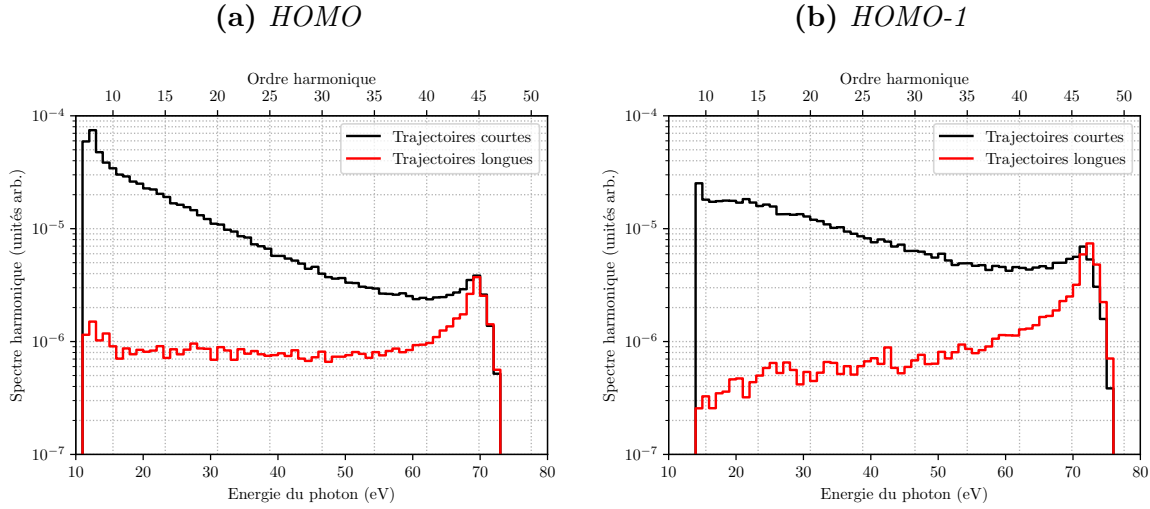 (a) HOMO
Ordre harmonique
10 15 20 25 30 35 40 45 50
Trajectoires courtes
Trajectoires longues
Spectre harmonique (unités arb.)
10⁻⁴
10⁻⁵
10⁻⁶
10⁻⁷
10 20 30 40 50 60 70 80
Energie du photon (eV)
(b) HOMO-1
Ordre harmonique
10 15 20 25 30 35 40 45 50
Trajectoires courtes
Trajectoires longues
Spectre harmonique (unités arb.)
10⁻⁴
10⁻⁵
10⁻⁶
10⁻⁷
10 20 30 40 50 60 70 80
Energie du photon (eV)